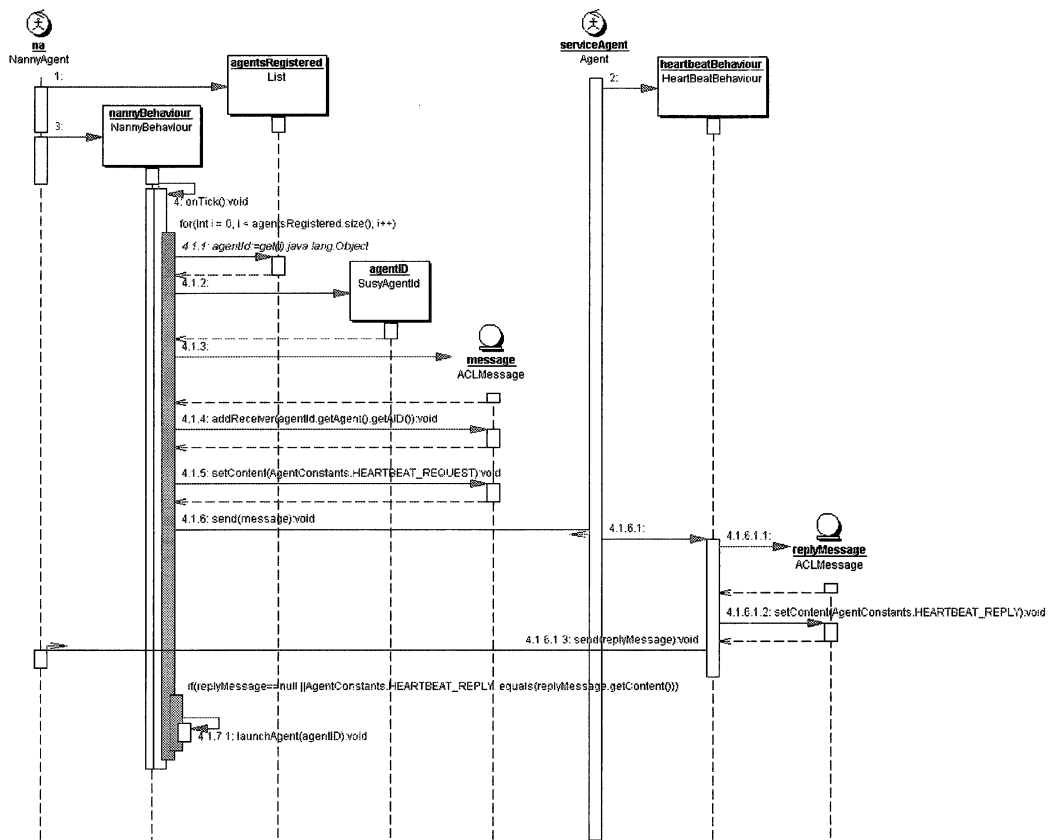 na
NannyAgent
serviceAgent
Agent
1:
agentsRegistered
List
2:
heartbeatBehaviour
HeartBeatBehaviour
3:
nannyBehaviour
NannyBehaviour
4: onTick():void
for(int i = 0; i < agentsRegistered.size(); i++)
4.1.1: agentId:=get(i):java.lang.Object
4.1.2:
agentID
SusyAgentId
4.1.3:
message
ACLMessage
4.1.4: addReceiver(agentId.getAgent().getAID()):void
4.1.5: setContent(AgentConstants.HEARTBEAT_REQUEST):void
4.1.6: send(message):void
4.1.6.1:
4.1.6.1.1:
replyMessage
ACLMessage
4.1.6.1.2: setContent(AgentConstants.HEARTBEAT_REPLY):void
4.1.6.1.3: send(replyMessage):void
if(replyMessage==null ||AgentConstants.HEARTBEAT_REPLY. equals(replyMessage.getContent()))
4.1.7.1: launchAgent(agentID):void